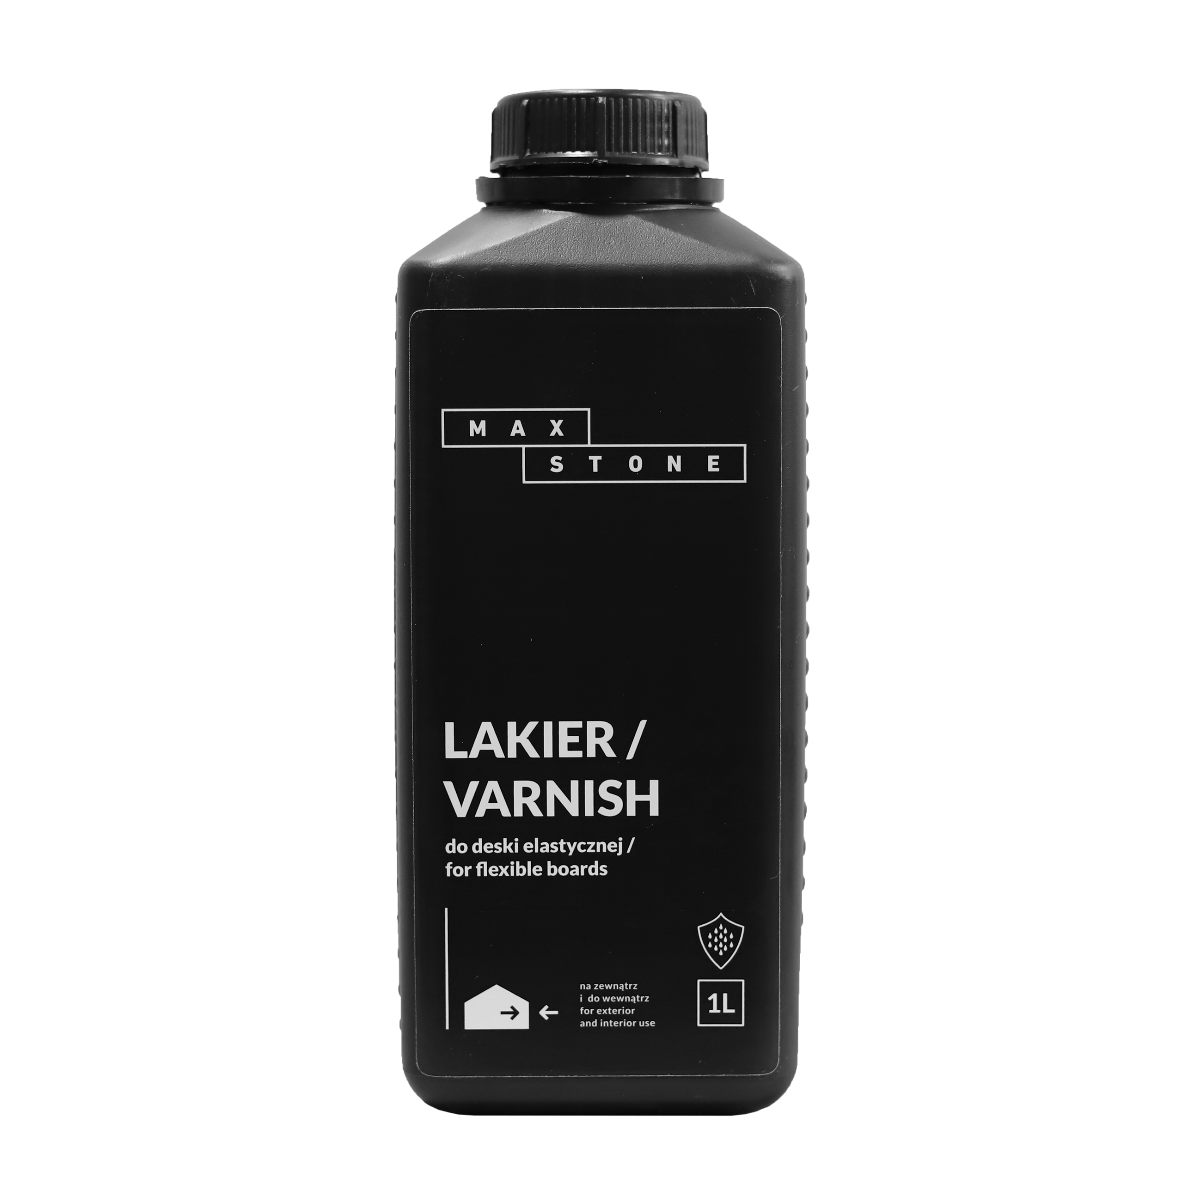 MAX
STONE
LAKIER /
VARNISH
do deski elastycznej /
for flexible boards
na zewnątrz
i do wewnątrz
for exterior
and interior use
1L